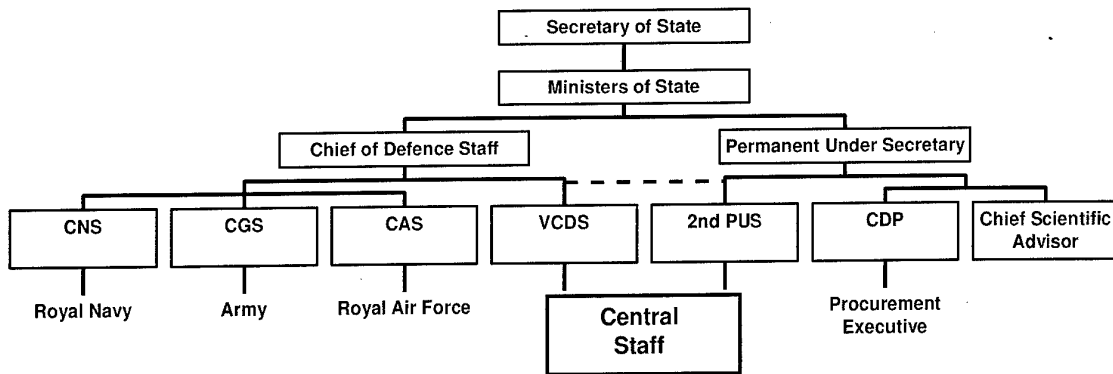 Secretary of State
Ministers of State
Chief of Defence Staff
Permanent Under Secretary
CNS
CGS
CAS
VCDS
2nd PUS
CDP
Chief Scientific
Advisor
Royal Navy
Army
Royal Air Force
Central
Staff
Procurement
Executive